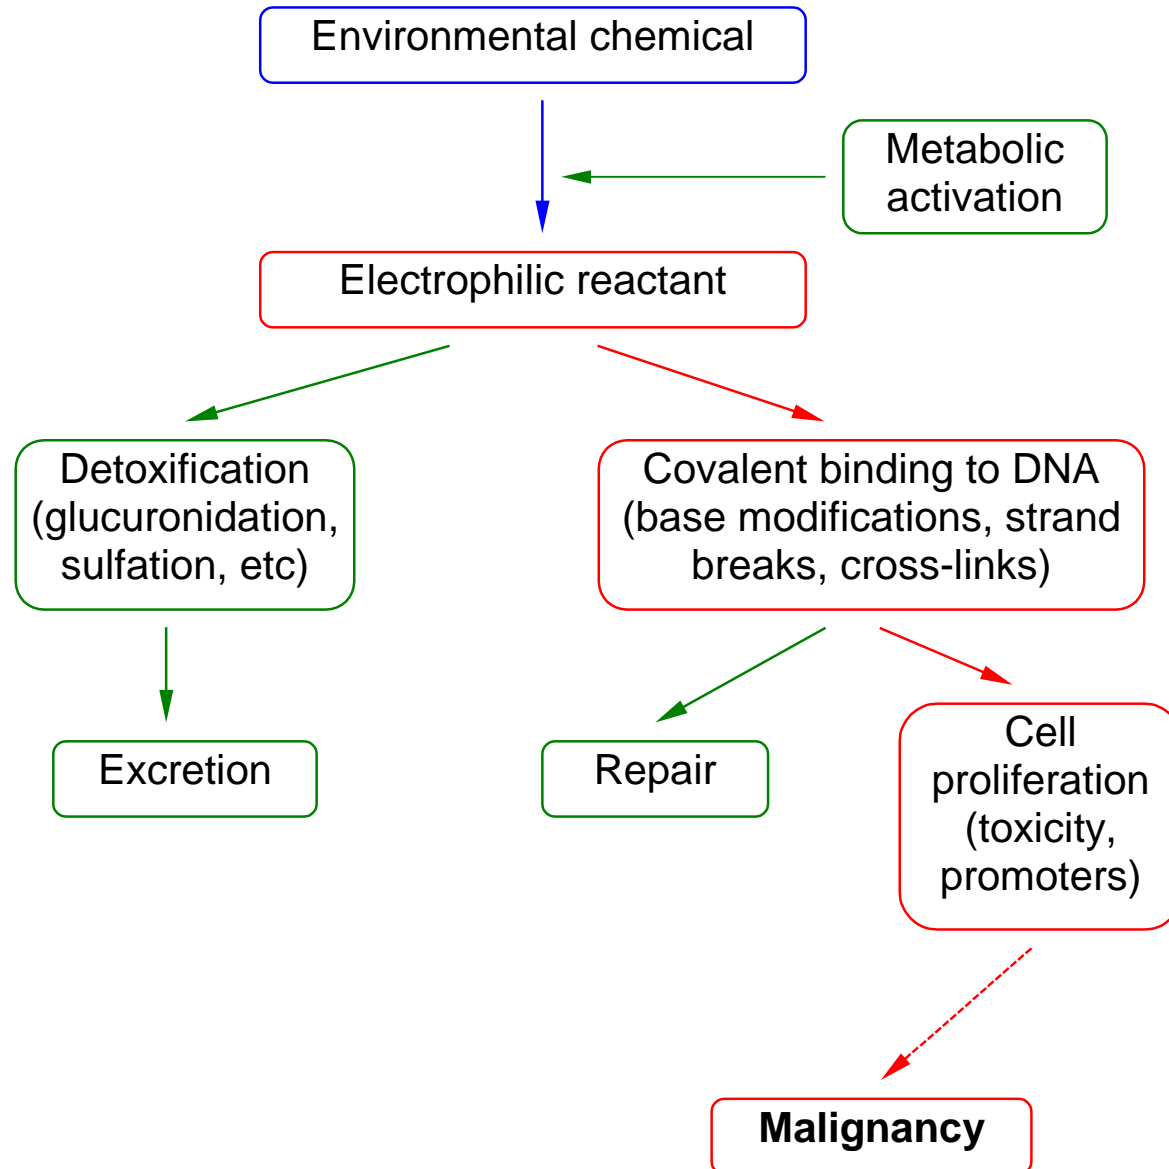 Environmental chemical
Metabolic
activation
Electrophilic reactant
Detoxification
(glucuronidation,
sulfation, etc)
Covalent binding to DNA
(base modifications, strand
breaks, cross-links)
Excretion
Repair
Cell
proliferation
(toxicity,
promoters)
Malignancy